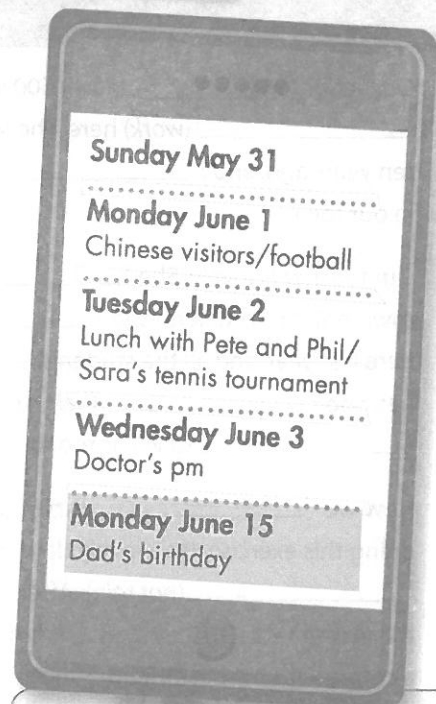 Sunday May 31
Monday June 1
Chinese visitors/football
Tuesday June 2
Lunch with Pete and Phil/
Sara's tennis tournament
Wednesday June 3
Doctor's pm
Monday June 15
Dad's birthday